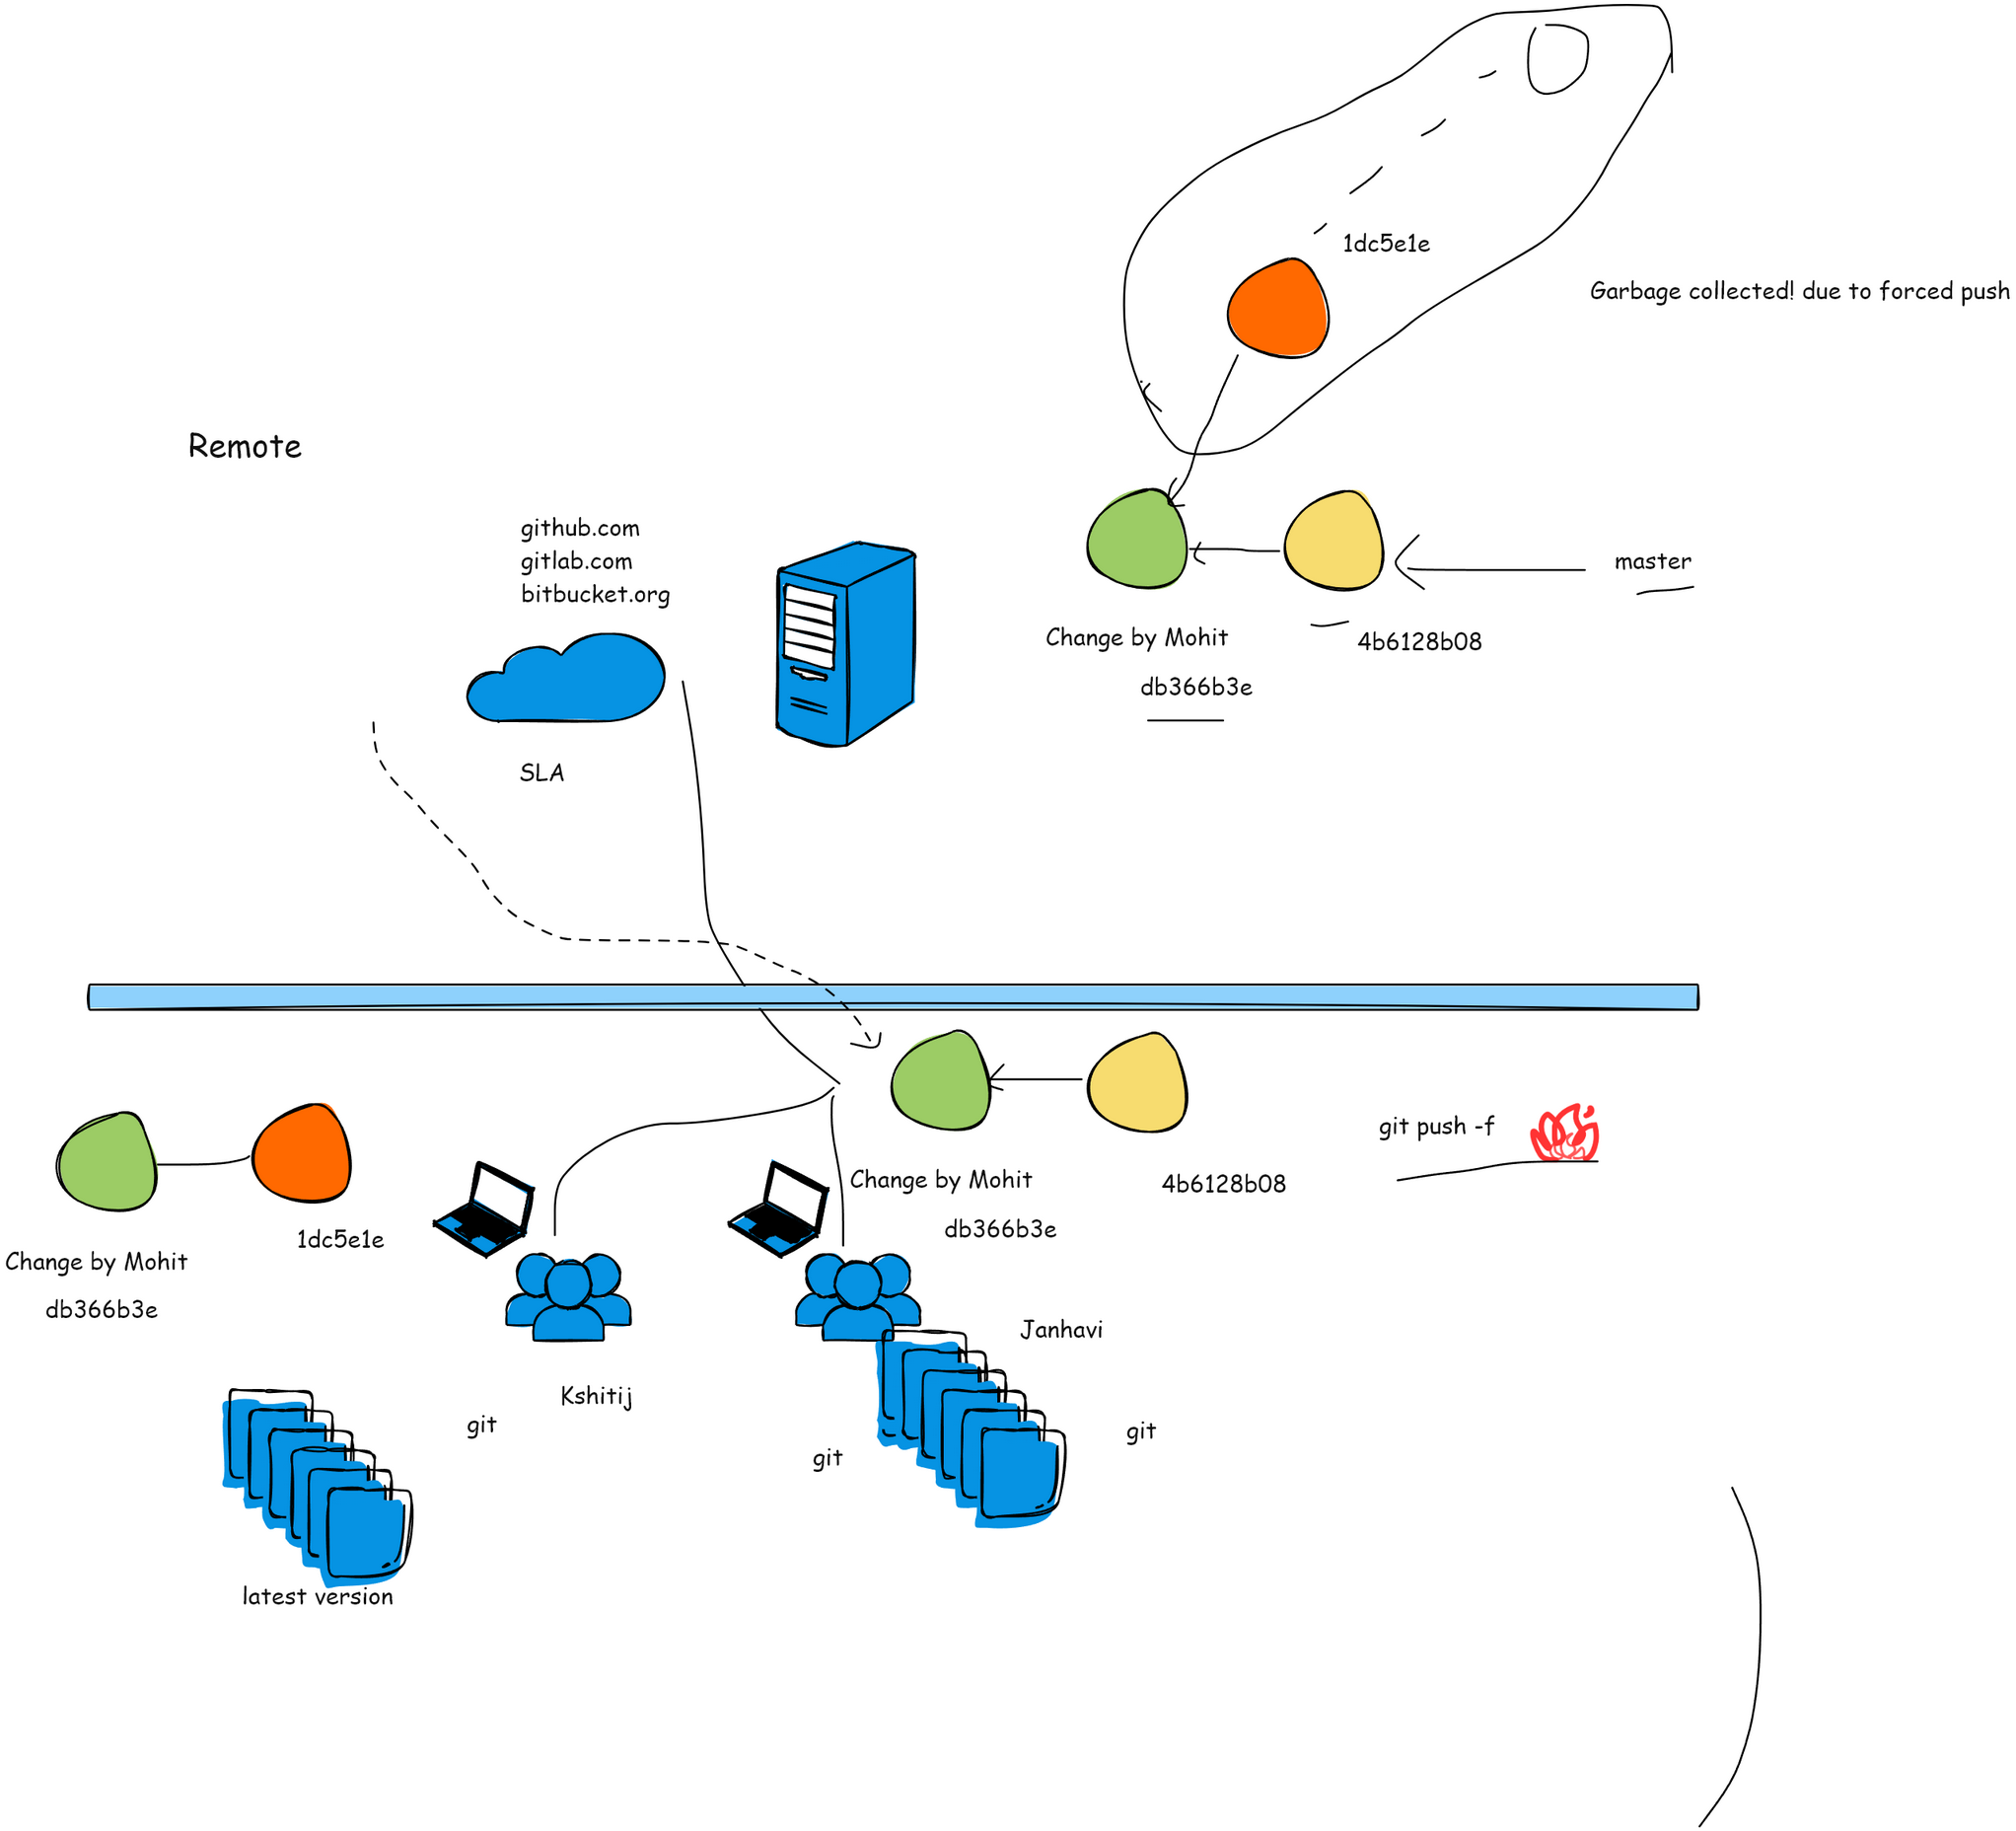 1dc5e1e
Garbage collected! due to forced push
Remote
github.com
gitlab.com
bitbucket.org
master
Change by Mohit
4b6128b08
db366b3e
SLA
git push -f
Change by Mohit
4b6128b08
db366b3e
1dc5e1e
Change by Mohit
db366b3e
Janhavi
Kshitij
git
git
git
latest version